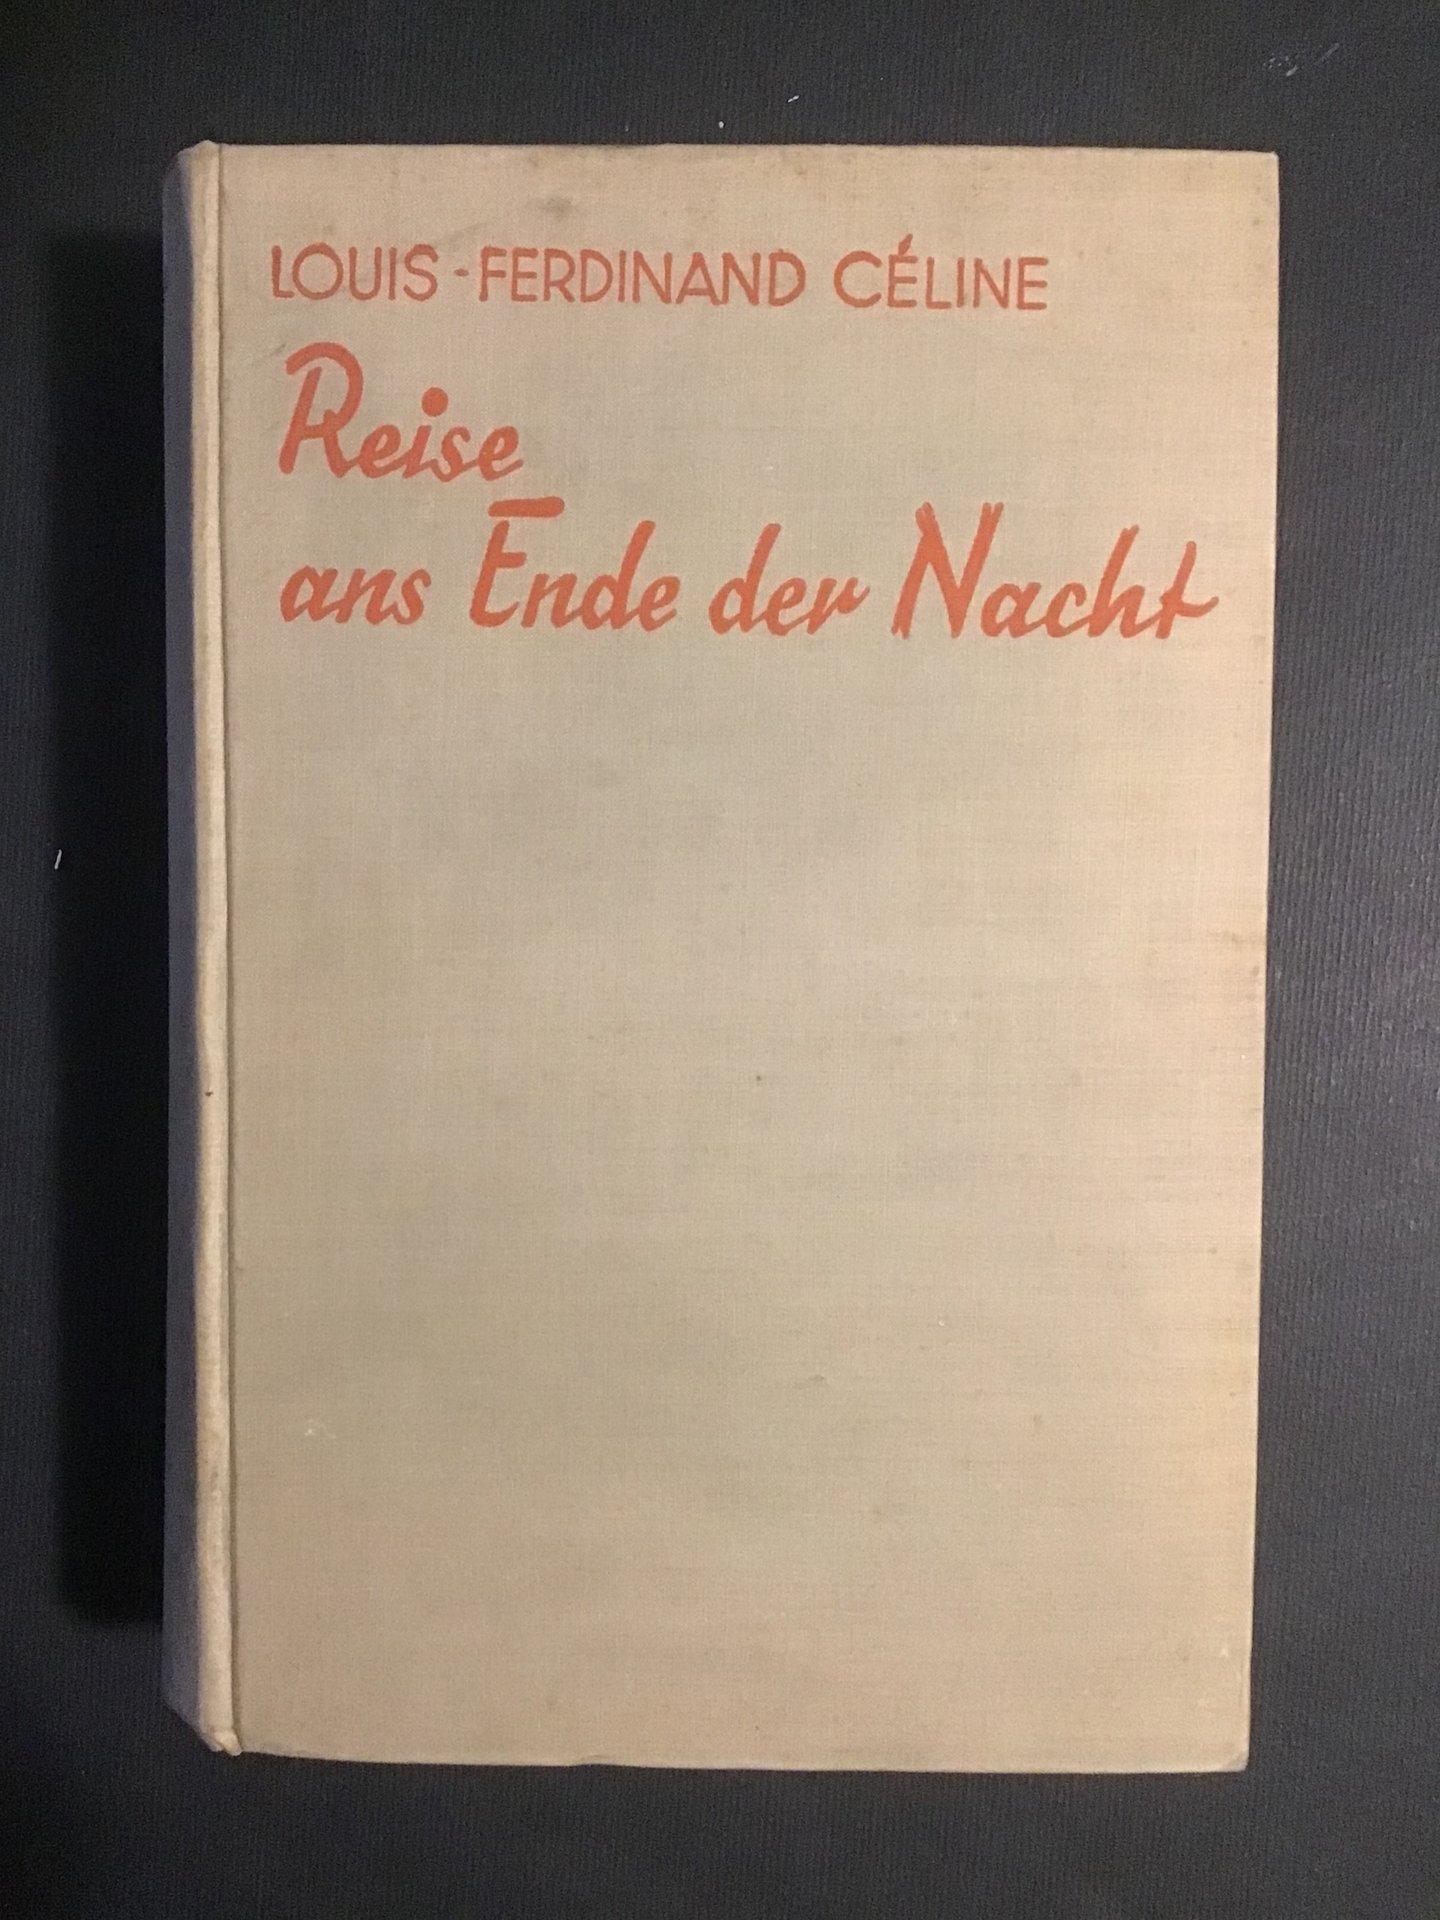 LOUIS-FERDINAND CÉLINE
Reise
ans Ende der Nacht